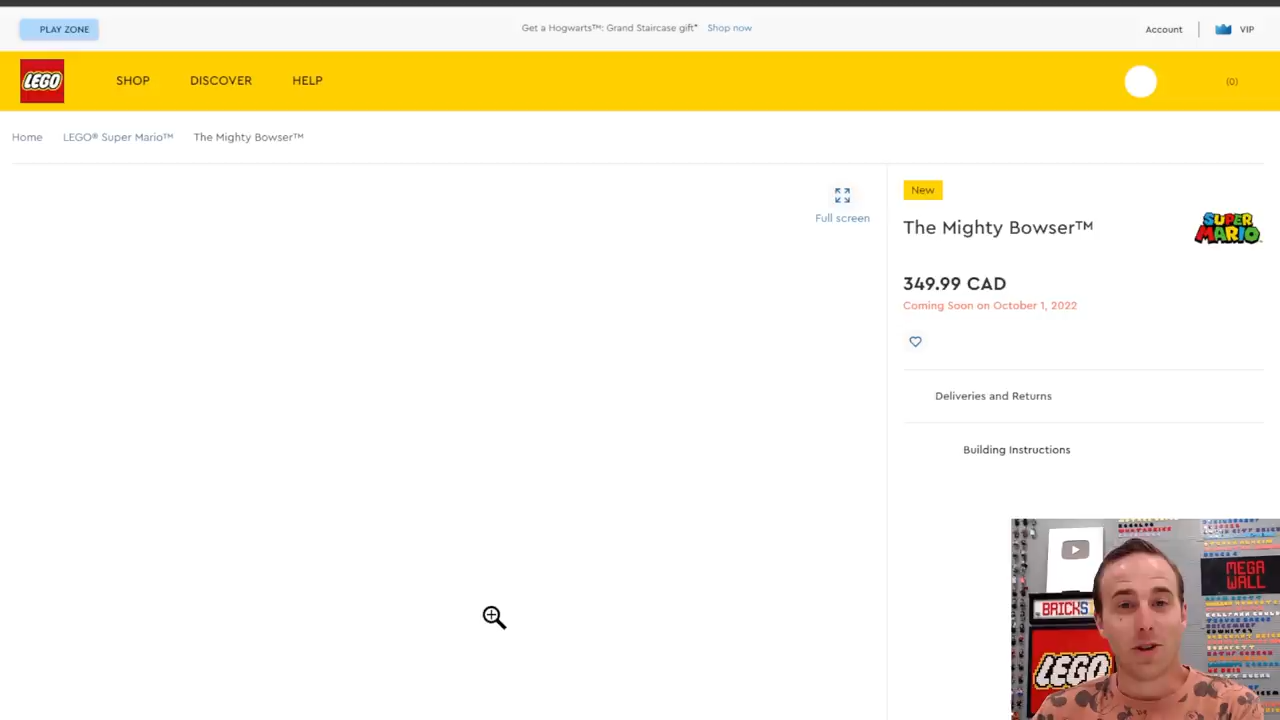 PLAY ZONE
Get a Hogwarts™: Grand Staircase gift* Shop now
Account
VIP
LEGO
SHOP
DISCOVER
HELP
(0)
Home
LEGO® Super Mario™
The Mighty Bowser™
Full screen
New
The Mighty Bowser™
SUPER
MARIO
349.99 CAD
Coming Soon on October 1, 2022
Deliveries and Returns
Building Instructions
MEGA
WALL
BRICKS
LEGO